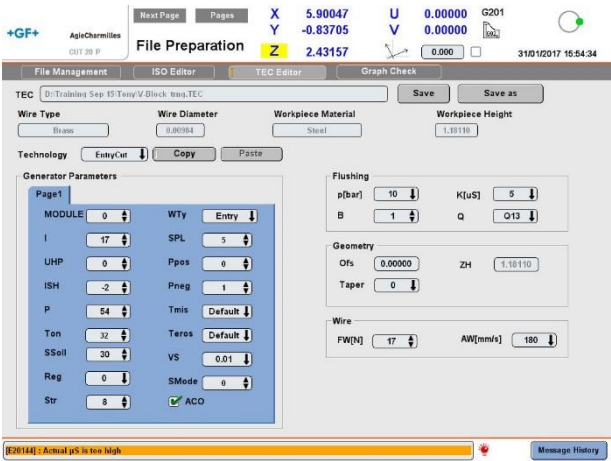 +GF+
AgieCharmilles
CUT 20 P
Next Page Pages
File Preparation
X 5.90047
Y -0.83705
Z 2.43157
U 0.00000
V 0.00000
0.000
G201
G92
31/01/2017 16:54:34
File Management ISO Editor TEC Editor Graph Check
TEC D:\Training Sep 15\Tony\V-Block trng.TEC Save Save as
Wire Type Wire Diameter Workpiece Material Workpiece Height
Brass 0.00984 Steel 1.18110
Technology EntryCut Copy Paste
Generator Parameters
Page1
MODULE 0 WTy Entry
I 17 SPL 5
UHP 0 Ppos 0
ISH -2 Pneg 1
P 54 Tmis Default
Ton 32 Teros Default
SSoll 30 VS 0.01
Reg 0 SMode 0
Str 8 ACO
Flushing
p[bar] 10 K[uS] 5
B 1 Q Q13
Geometry
Ofs 0.00000 ZH 1.18110
Taper 0
Wire
FW[N] 17 AW[mm/s] 180
[E20144] : Actual µS is too high
Message History